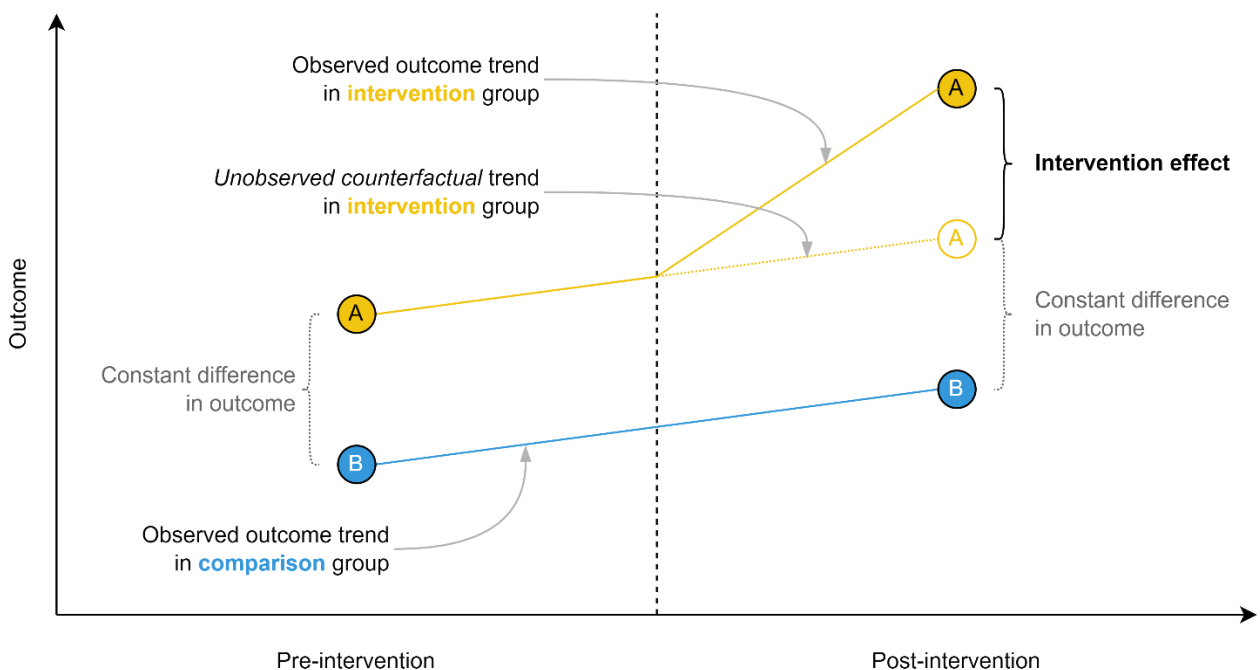 Observed outcome trend
in intervention group
A
Unobserved counterfactual trend
in intervention group
Intervention effect
A
A
Constant difference
in outcome
Constant difference
in outcome
B
B
Observed outcome trend
in comparison group
Outcome
Pre-intervention
Post-intervention